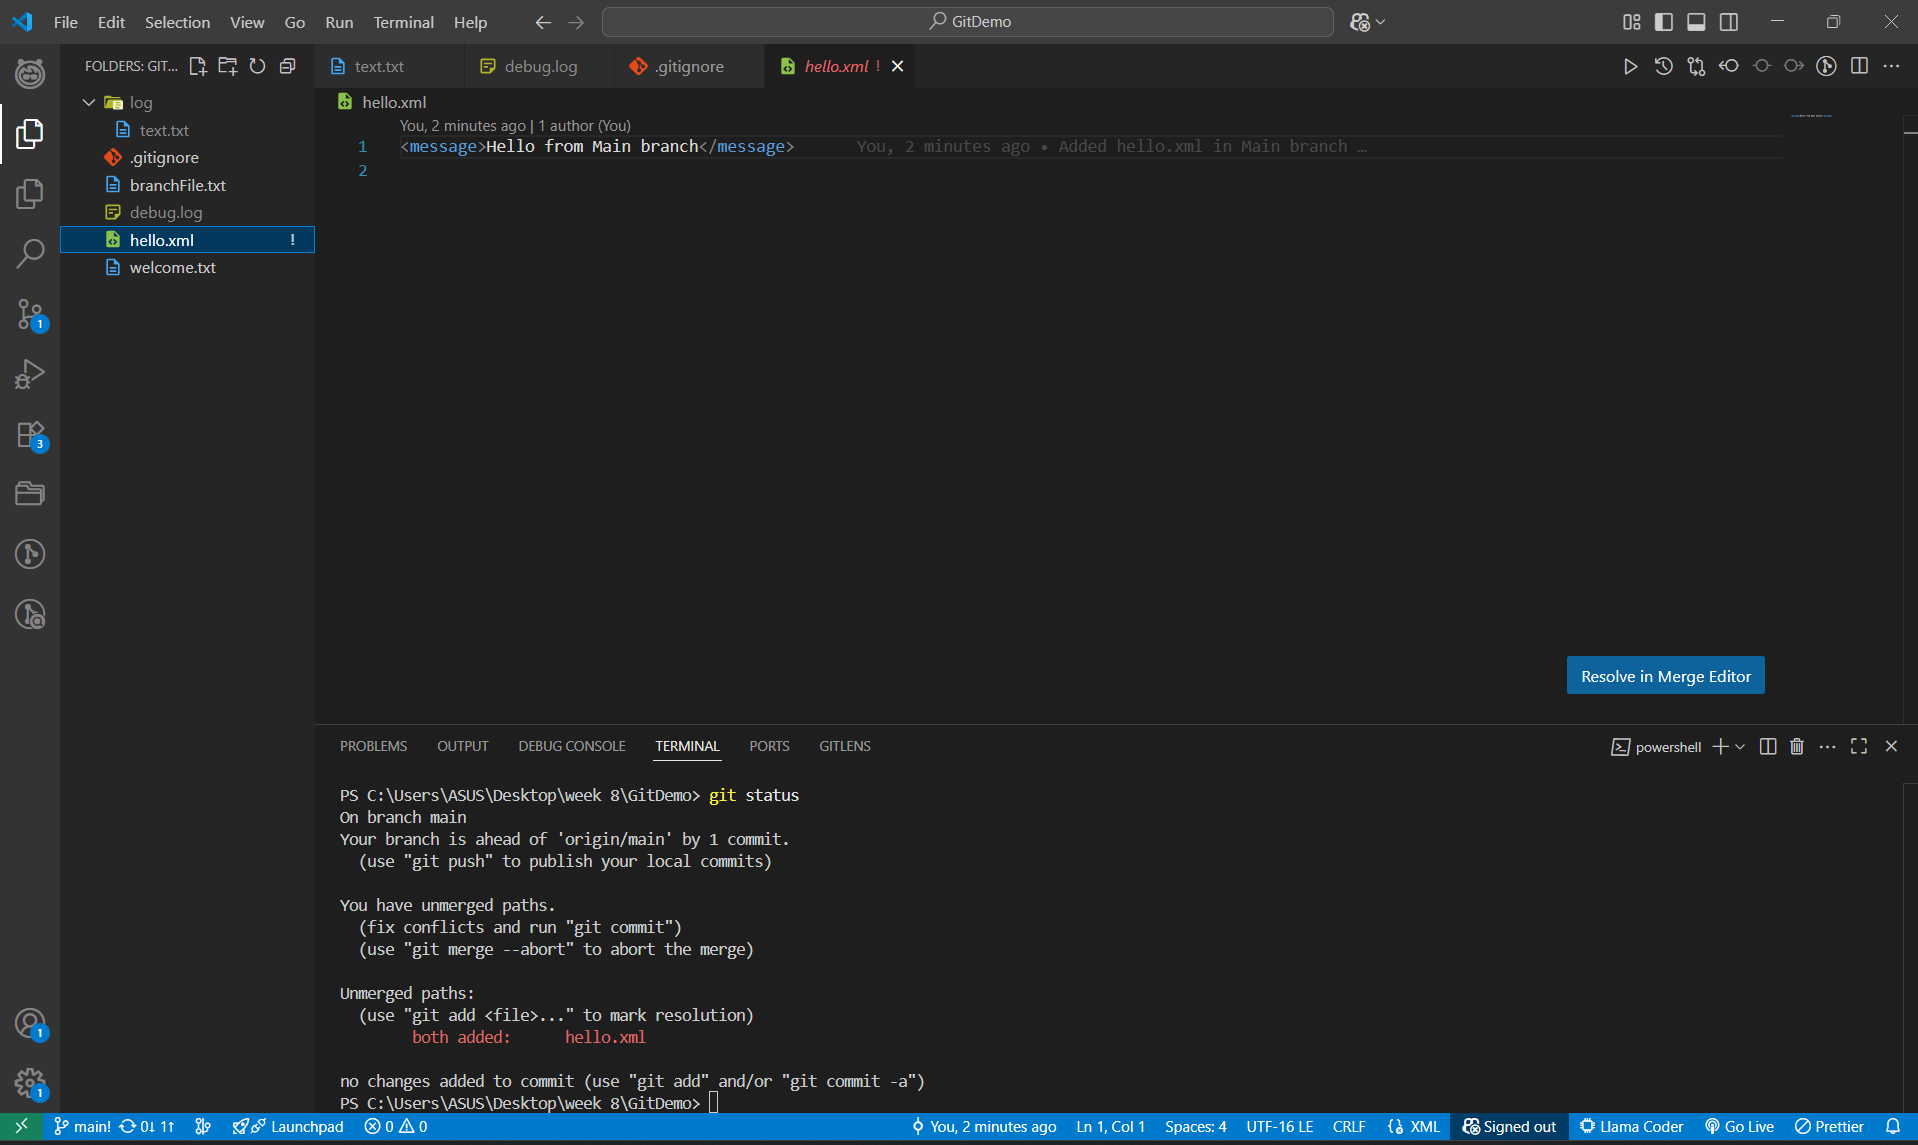 File Edit Selection View Go Run Terminal Help
GitDemo
FOLDERS: GIT...
log
text.txt
.gitignore
branchFile.txt
debug.log
hello.xml !
welcome.txt
text.txt
debug.log
.gitignore
hello.xml !
hello.xml
You, 2 minutes ago | 1 author (You)
1 <message>Hello from Main branch</message> You, 2 minutes ago • Added hello.xml in Main branch …
2
1
3
1
1
Resolve in Merge Editor
PROBLEMS OUTPUT DEBUG CONSOLE TERMINAL PORTS GITLENS
powershell
PS C:\Users\ASUS\Desktop\week 8\GitDemo> git status
On branch main
Your branch is ahead of 'origin/main' by 1 commit.
(use "git push" to publish your local commits)
You have unmerged paths.
(fix conflicts and run "git commit")
(use "git merge --abort" to abort the merge)
Unmerged paths:
(use "git add <file>..." to mark resolution)
both added: hello.xml
no changes added to commit (use "git add" and/or "git commit -a")
PS C:\Users\ASUS\Desktop\week 8\GitDemo>
main! 0↓ 1↑ Launchpad 0 0 You, 2 minutes ago Ln 1, Col 1 Spaces: 4 UTF-16 LE CRLF XML Signed out Llama Coder Go Live Prettier